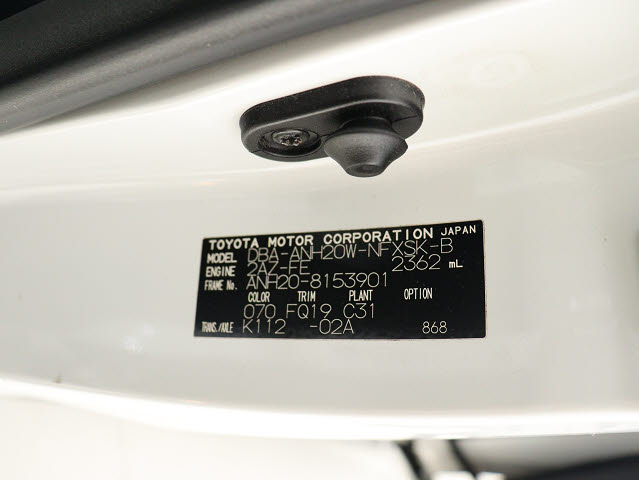 TOYOTA MOTOR CORPORATION JAPAN
MODEL DBA-ANH20W-NFXSK-B
ENGINE 2AZ-FE 2362 mL
FRAME No. ANH20-8153901
COLOR TRIM PLANT
070 FQ19 C31
TRANS./AXLE K112 -02A 868